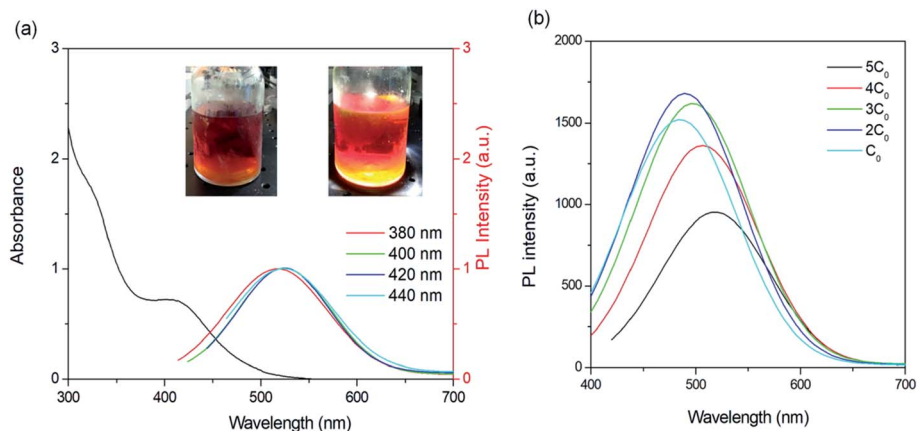 (a)
3
2
1
0
Absorbance
300
400
500
600
700
Wavelength (nm)
3
2
1
0
PL Intensity (a.u.)
380 nm
400 nm
420 nm
440 nm
(b)
2000
1500
1000
500
0
PL intensity (a.u.)
400
500
600
700
Wavelength (nm)
5C₀
4C₀
3C₀
2C₀
C₀